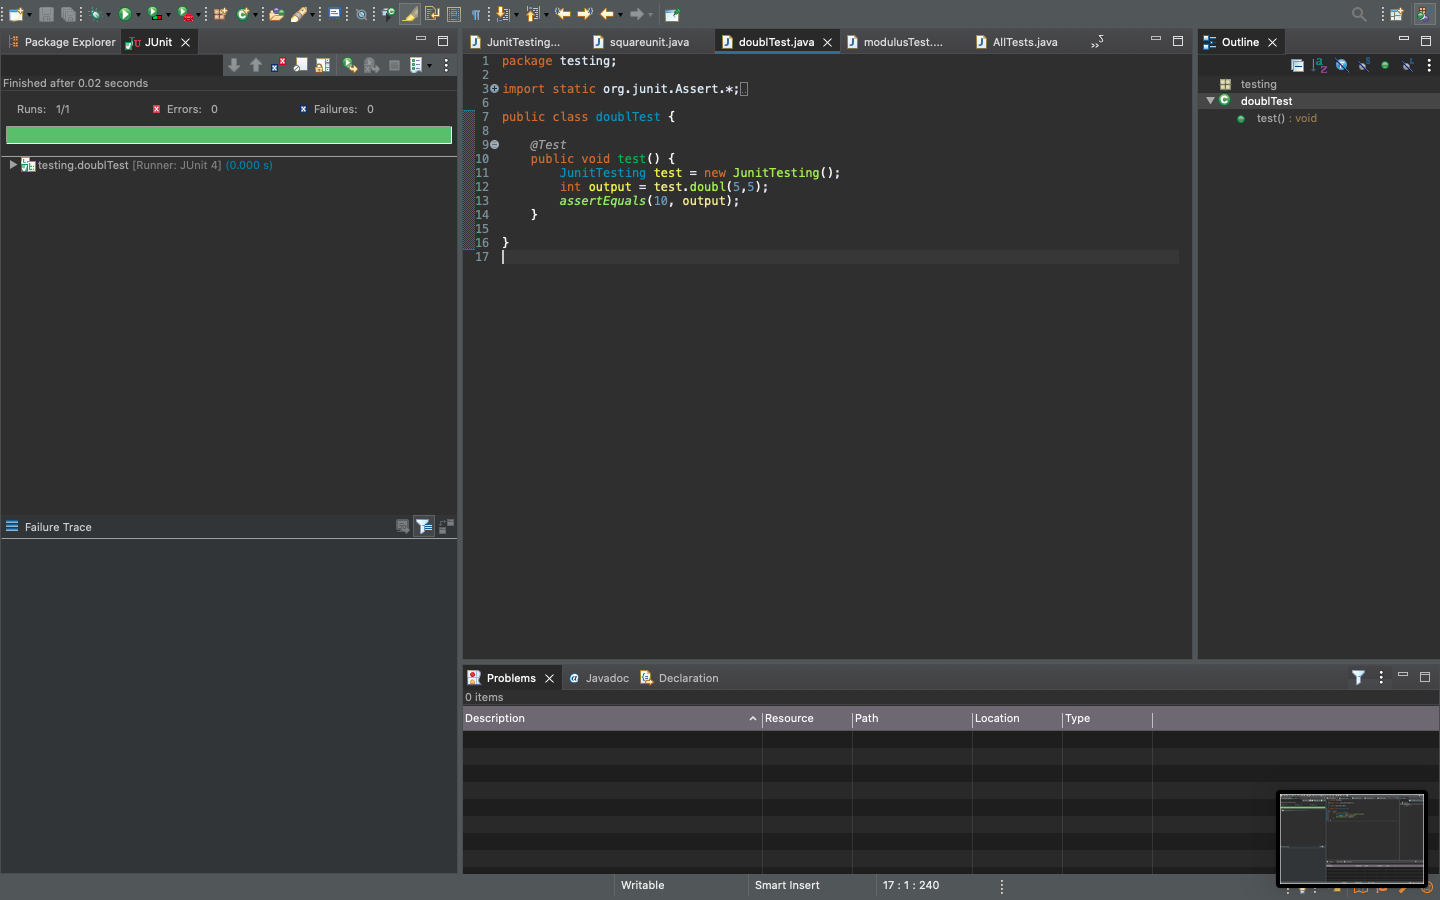 Package Explorer
JUnit
Finished after 0.02 seconds
Runs: 1/1
Errors: 0
Failures: 0
testing.doublTest [Runner: JUnit 4] (0.000 s)
Failure Trace
JunitTesting...
squareunit.java
doublTest.java
modulusTest....
AllTests.java
»2
1 package testing;
2
3 import static org.junit.Assert.*;
6
7 public class doublTest {
8
9 @Test
10 public void test() {
11 JunitTesting test = new JunitTesting();
12 int output = test.doubl(5,5);
13 assertEquals(10, output);
14 }
15
16 }
17
Outline
testing
doublTest
test() : void
Problems
Javadoc
Declaration
0 items
Description Resource Path Location Type
Writable
Smart Insert
17 : 1 : 240